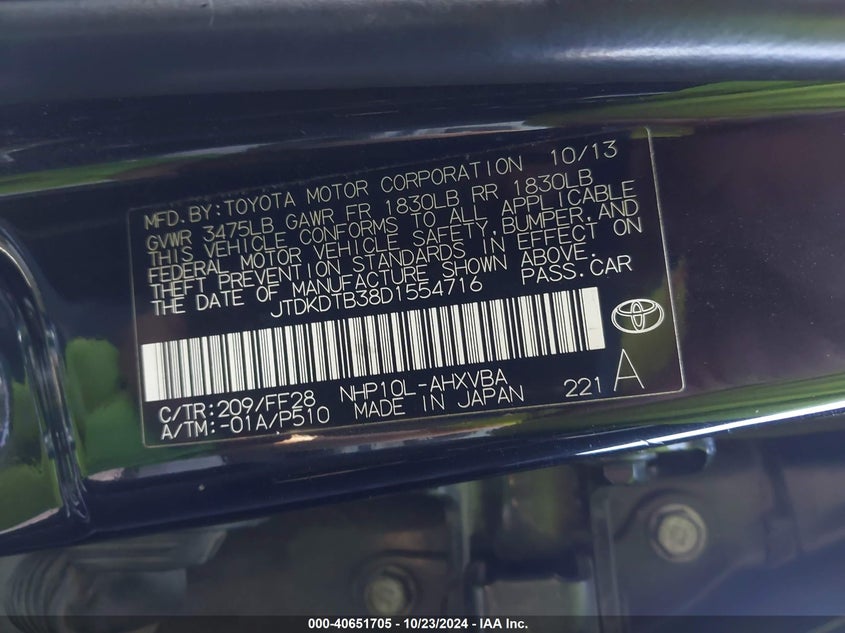 MFD. BY: TOYOTA MOTOR CORPORATION 10/13
GVWR 3475LB GAWR FR 1830LB RR 1830LB
THIS VEHICLE CONFORMS TO ALL APPLICABLE
FEDERAL MOTOR VEHICLE SAFETY, BUMPER, AND
THEFT PREVENTION STANDARDS IN EFFECT ON
THE DATE OF MANUFACTURE SHOWN ABOVE.
JTDKDTB38D1554716 PASS. CAR
C/TR: 209/FF28 NHP10L-AHXVBA
A/TM: -01A/P510 MADE IN JAPAN 221 A
000-40651705 - 10/23/2024 - IAA Inc.